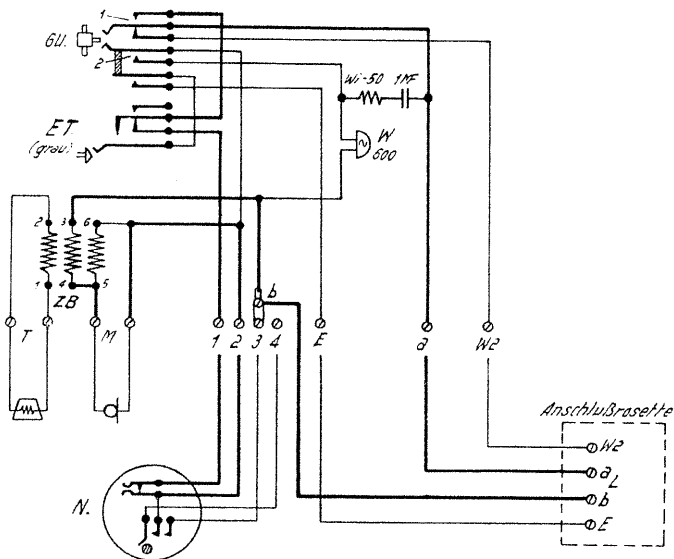 1
GU.
2
Wi-50 1MF
ET.
(grau)
W
600
2 3 6
1 4 5
ZB
b
T M 1 2 3 4 E a W2
Anschlußrosette
W2
a
L
b
E
N.